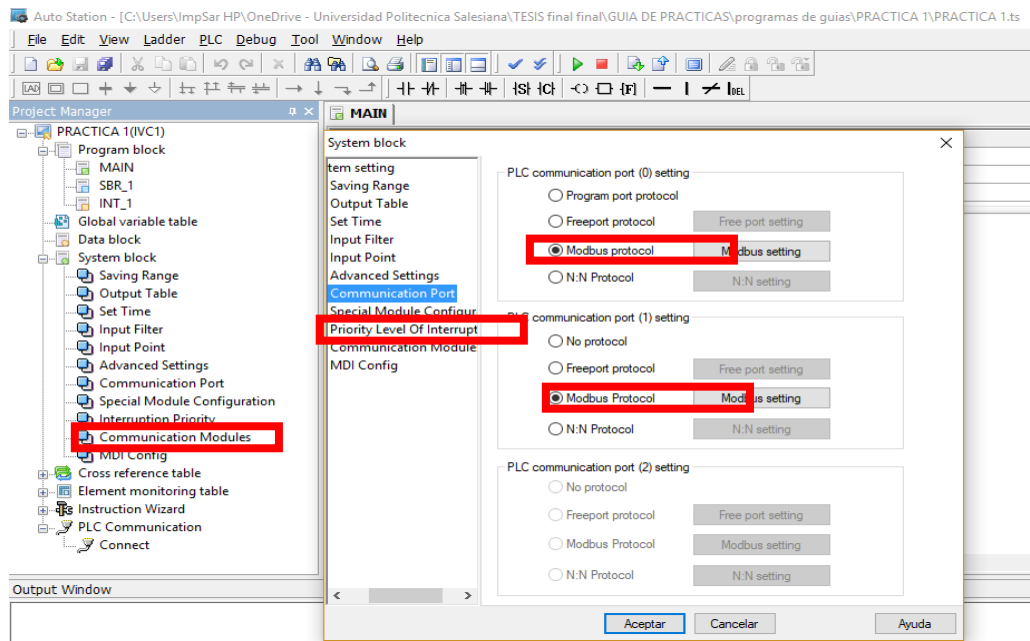 Auto Station - [C:\Users\ImpSar HP\OneDrive - Universidad Politecnica Salesiana\TESIS final final\GUIA DE PRACTICAS\programas de guias\PRACTICA 1\PRACTICA 1.ts
File Edit View Ladder PLC Debug Tool Window Help
LAD
S C F DEL
Project Manager
PRACTICA 1(IVC1)
Program block
MAIN
SBR_1
INT_1
Global variable table
Data block
System block
Saving Range
Output Table
Set Time
Input Filter
Input Point
Advanced Settings
Communication Port
Special Module Configuration
Interruption Priority
Communication Modules
MDI Config
Cross reference table
Element monitoring table
Instruction Wizard
PLC Communication
Connect
MAIN
System block
tem setting
Saving Range
Output Table
Set Time
Input Filter
Input Point
Advanced Settings
Communication Port
Special Module Configur
Priority Level Of Interrupt
Communication Module
MDI Config
PLC communication port (0) setting
Program port protocol
Freeport protocol Free port setting
Modbus protocol Modbus setting
N:N Protocol N:N setting
PLC communication port (1) setting
No protocol
Freeport protocol Free port setting
Modbus Protocol Modbus setting
N:N Protocol N:N setting
PLC communication port (2) setting
No protocol
Freeport protocol Free port setting
Modbus Protocol Modbus setting
N:N Protocol N:N setting
Aceptar Cancelar Ayuda
Output Window